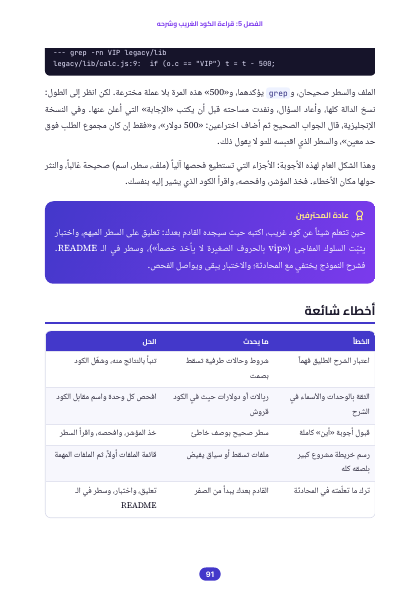 الفصل 5: قراءة الكود الغريب وشرحه
--- grep -rn VIP legacy/lib
legacy/lib/calc.js:9:  if (o.c == "VIP") t = t - 500;
الملف والسطر صحيحان، و grep يؤكدهما، و«500» هذه المرة بلا عملة مخترعة. لكن انظر إلى الطول:
نسخ الدالة كلها، وأعاد السؤال، ونفدت مساحته قبل أن يكتب «الإجابة» التي أعلن عنها. وفي النسخة
الإنجليزية، قال الجواب الصحيح ثم أضاف اختراعين: «500 دولار»، و«فقط إن كان مجموع الطلب فوق
حد معين»، والسطر الذي اقتبسه للتو لا يقول ذلك.
وهذا الشكل العام لهذه الأجوبة: الأجزاء التي تستطيع فحصها آلياً (ملف، سطر، اسم) صحيحة غالباً، والنثر
حولها مكان الأخطاء. فخذ المؤشر، وافحصه، واقرأ الكود الذي يشير إليه بنفسك.
عادة المحترفين
حين تتعلم شيئاً عن كود غريب، اكتبه حيث سيجده القادم بعدك: تعليق على السطر المبهم، واختبار
يثبّت السلوك المفاجئ («vip بالحروف الصغيرة لا يأخذ خصماً»)، وسطر في الـ README.
فشرح النموذج يختفي مع المحادثة؛ والاختبار يبقى ويواصل الفحص.
أخطاء شائعة
الخطأ ما يحدث الحل
اعتبار الشرح الطليق فهماً شروط وحالات طرفية تسقط تنبأ بالنتائج منه، وشغّل الكود
بصمت
الثقة بالوحدات والأسماء في ريالات أو دولارات حيث في الكود افحص كل وحدة واسم مقابل الكود
الشرح قروش
قبول أجوبة «أين» كاملة سطر صحيح بوصف خاطئ خذ المؤشر، وافحصه، واقرأ السطر
رسم خريطة مشروع كبير ملفات تسقط أو سياق يفيض قائمة الملفات أولاً، ثم الملفات المهمة
بلصقه كله
ترك ما تعلّمته في المحادثة القادم بعدك يبدأ من الصفر تعليق، واختبار، وسطر في الـ
README
91